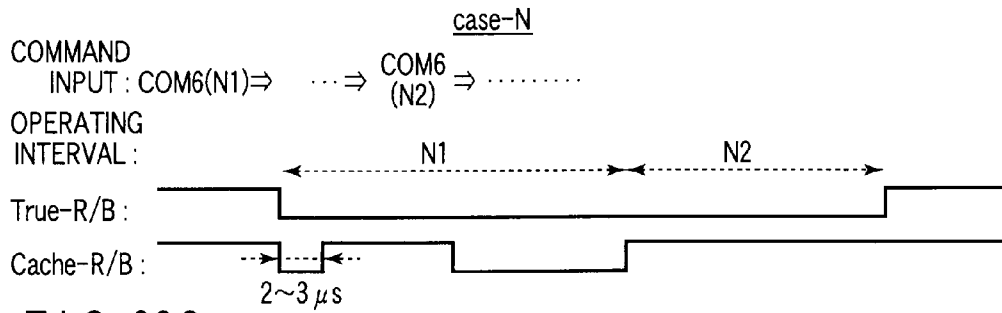 case-N
COMMAND
INPUT : COM6(N1)⇒ ···⇒ COM6 ⇒ ·········
(N2)
OPERATING
INTERVAL :
N1 N2
True-R/B :
Cache-R/B :
2~3 μs